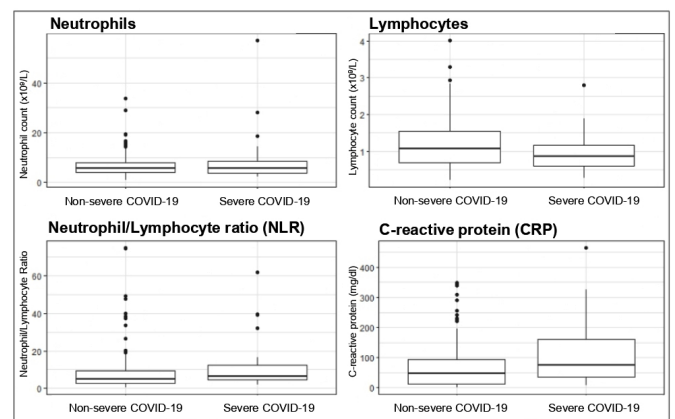 Neutrophils
Neutrophil count (x10⁹/L)
40
20
0
Non-severe COVID-19 Severe COVID-19
Lymphocytes
Lymphocyte count (x10⁹/L)
4
3
2
1
Non-severe COVID-19 Severe COVID-19
Neutrophil/Lymphocyte ratio (NLR)
Neutrophil/Lymphocyte Ratio
60
40
20
0
Non-severe COVID-19 Severe COVID-19
C-reactive protein (CRP)
C-reactive protein (mg/dl)
400
300
200
100
0
Non-severe COVID-19 Severe COVID-19